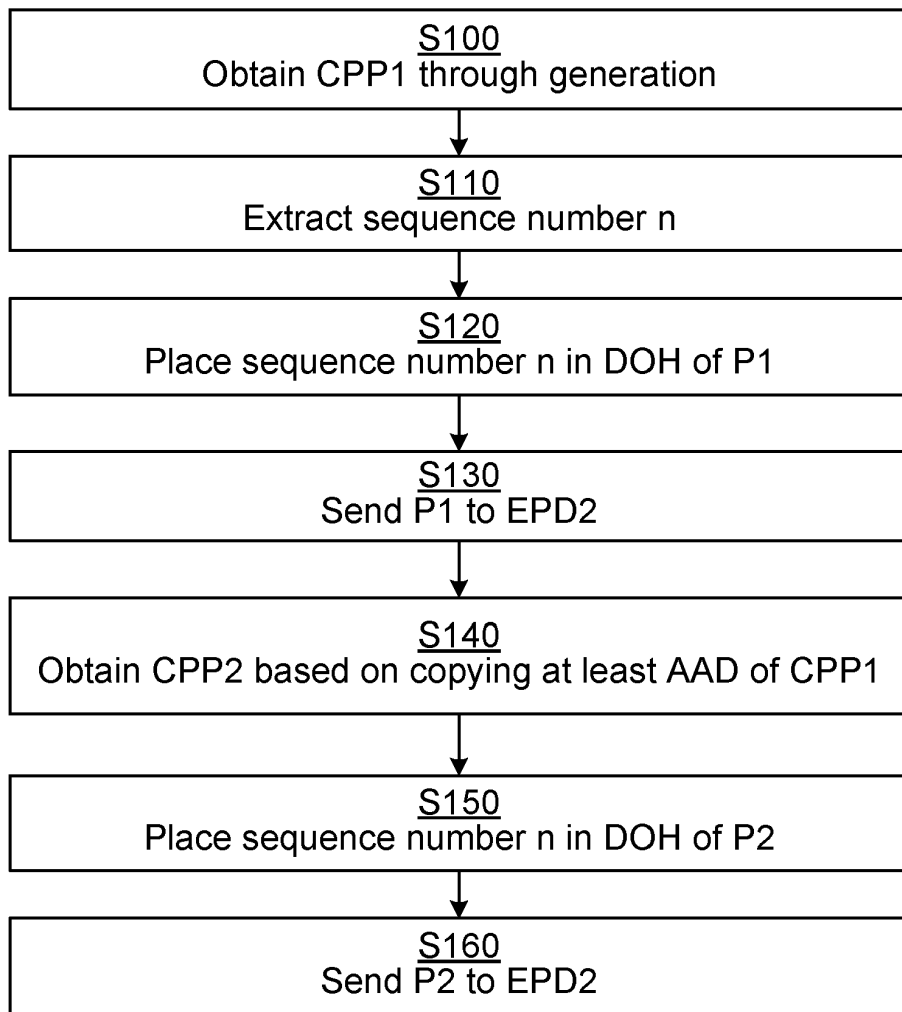 S100
Obtain CPP1 through generation
S110
Extract sequence number n
S120
Place sequence number n in DOH of P1
S130
Send P1 to EPD2
S140
Obtain CPP2 based on copying at least AAD of CPP1
S150
Place sequence number n in DOH of P2
S160
Send P2 to EPD2